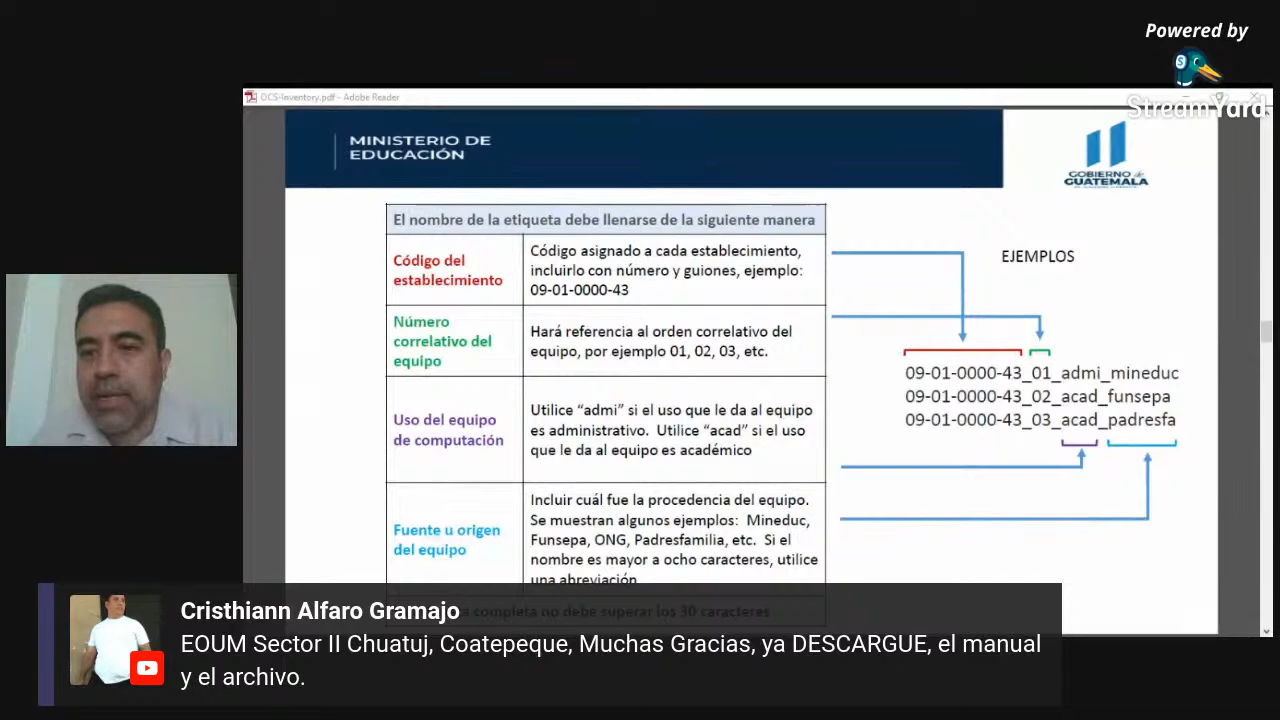 Powered by
StreamYard
OCS-Inventory.pdf - Adobe Reader
MINISTERIO DE
EDUCACIÓN
GOBIERNO de
GUATEMALA
El nombre de la etiqueta debe llenarse de la siguiente manera
Código del
establecimiento
Código asignado a cada establecimiento,
incluirlo con número y guiones, ejemplo:
09-01-0000-43
Número
correlativo del
equipo
Hará referencia al orden correlativo del
equipo, por ejemplo 01, 02, 03, etc.
Uso del equipo
de computación
Utilice “admi” si el uso que le da al equipo
es administrativo. Utilice “acad” si el uso
que le da al equipo es académico
Fuente u origen
del equipo
Incluir cuál fue la procedencia del equipo.
Se muestran algunos ejemplos: Mineduc,
Funsepa, ONG, Padresfamilia, etc. Si el
nombre es mayor a ocho caracteres, utilice
una abreviación
completa no debe superar los 30 caracteres
EJEMPLOS
09-01-0000-43_01_admi_mineduc
09-01-0000-43_02_acad_funsepa
09-01-0000-43_03_acad_padresfa
Cristhiann Alfaro Gramajo
EOUM Sector II Chuatuj, Coatepeque, Muchas Gracias, ya DESCARGUE, el manual
y el archivo.